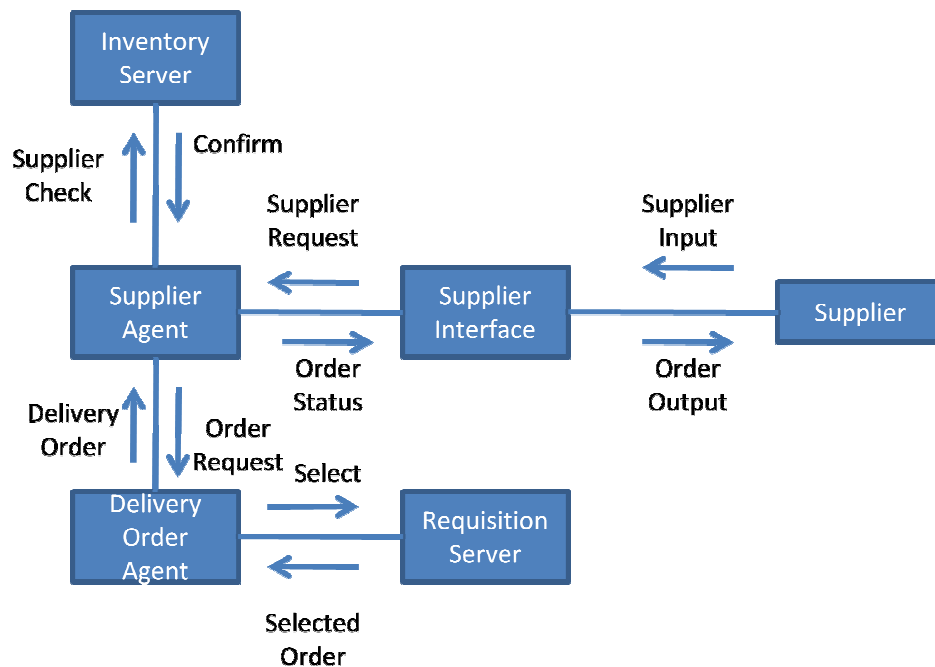 Inventory
Server
Supplier
Check
Confirm
Supplier
Request
Supplier
Input
Supplier
Agent
Supplier
Interface
Supplier
Order
Status
Order
Output
Delivery
Order
Order
Request
Select
Delivery
Order
Agent
Requisition
Server
Selected
Order